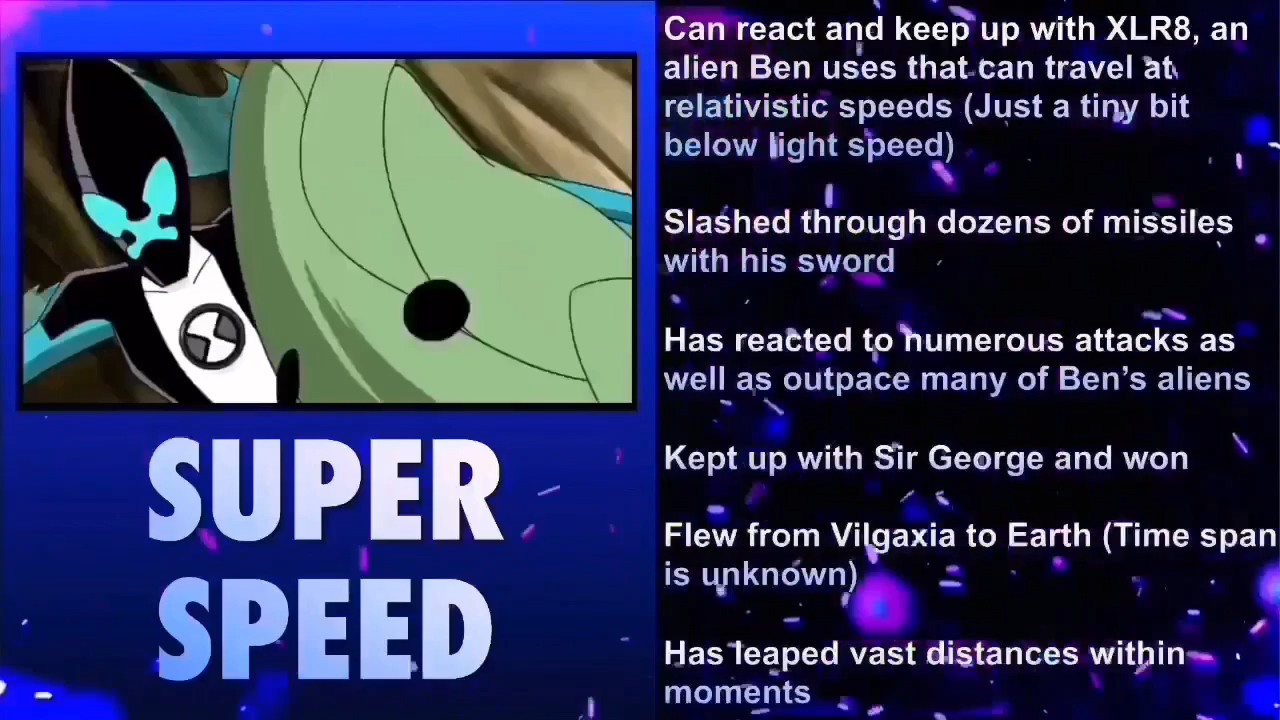 SUPER
SPEED
Can react and keep up with XLR8, an
alien Ben uses that can travel at
relativistic speeds (Just a tiny bit
below light speed)
Slashed through dozens of missiles
with his sword
Has reacted to numerous attacks as
well as outpace many of Ben's aliens
Kept up with Sir George and won
Flew from Vilgaxia to Earth (Time span
is unknown)
Has leaped vast distances within
moments